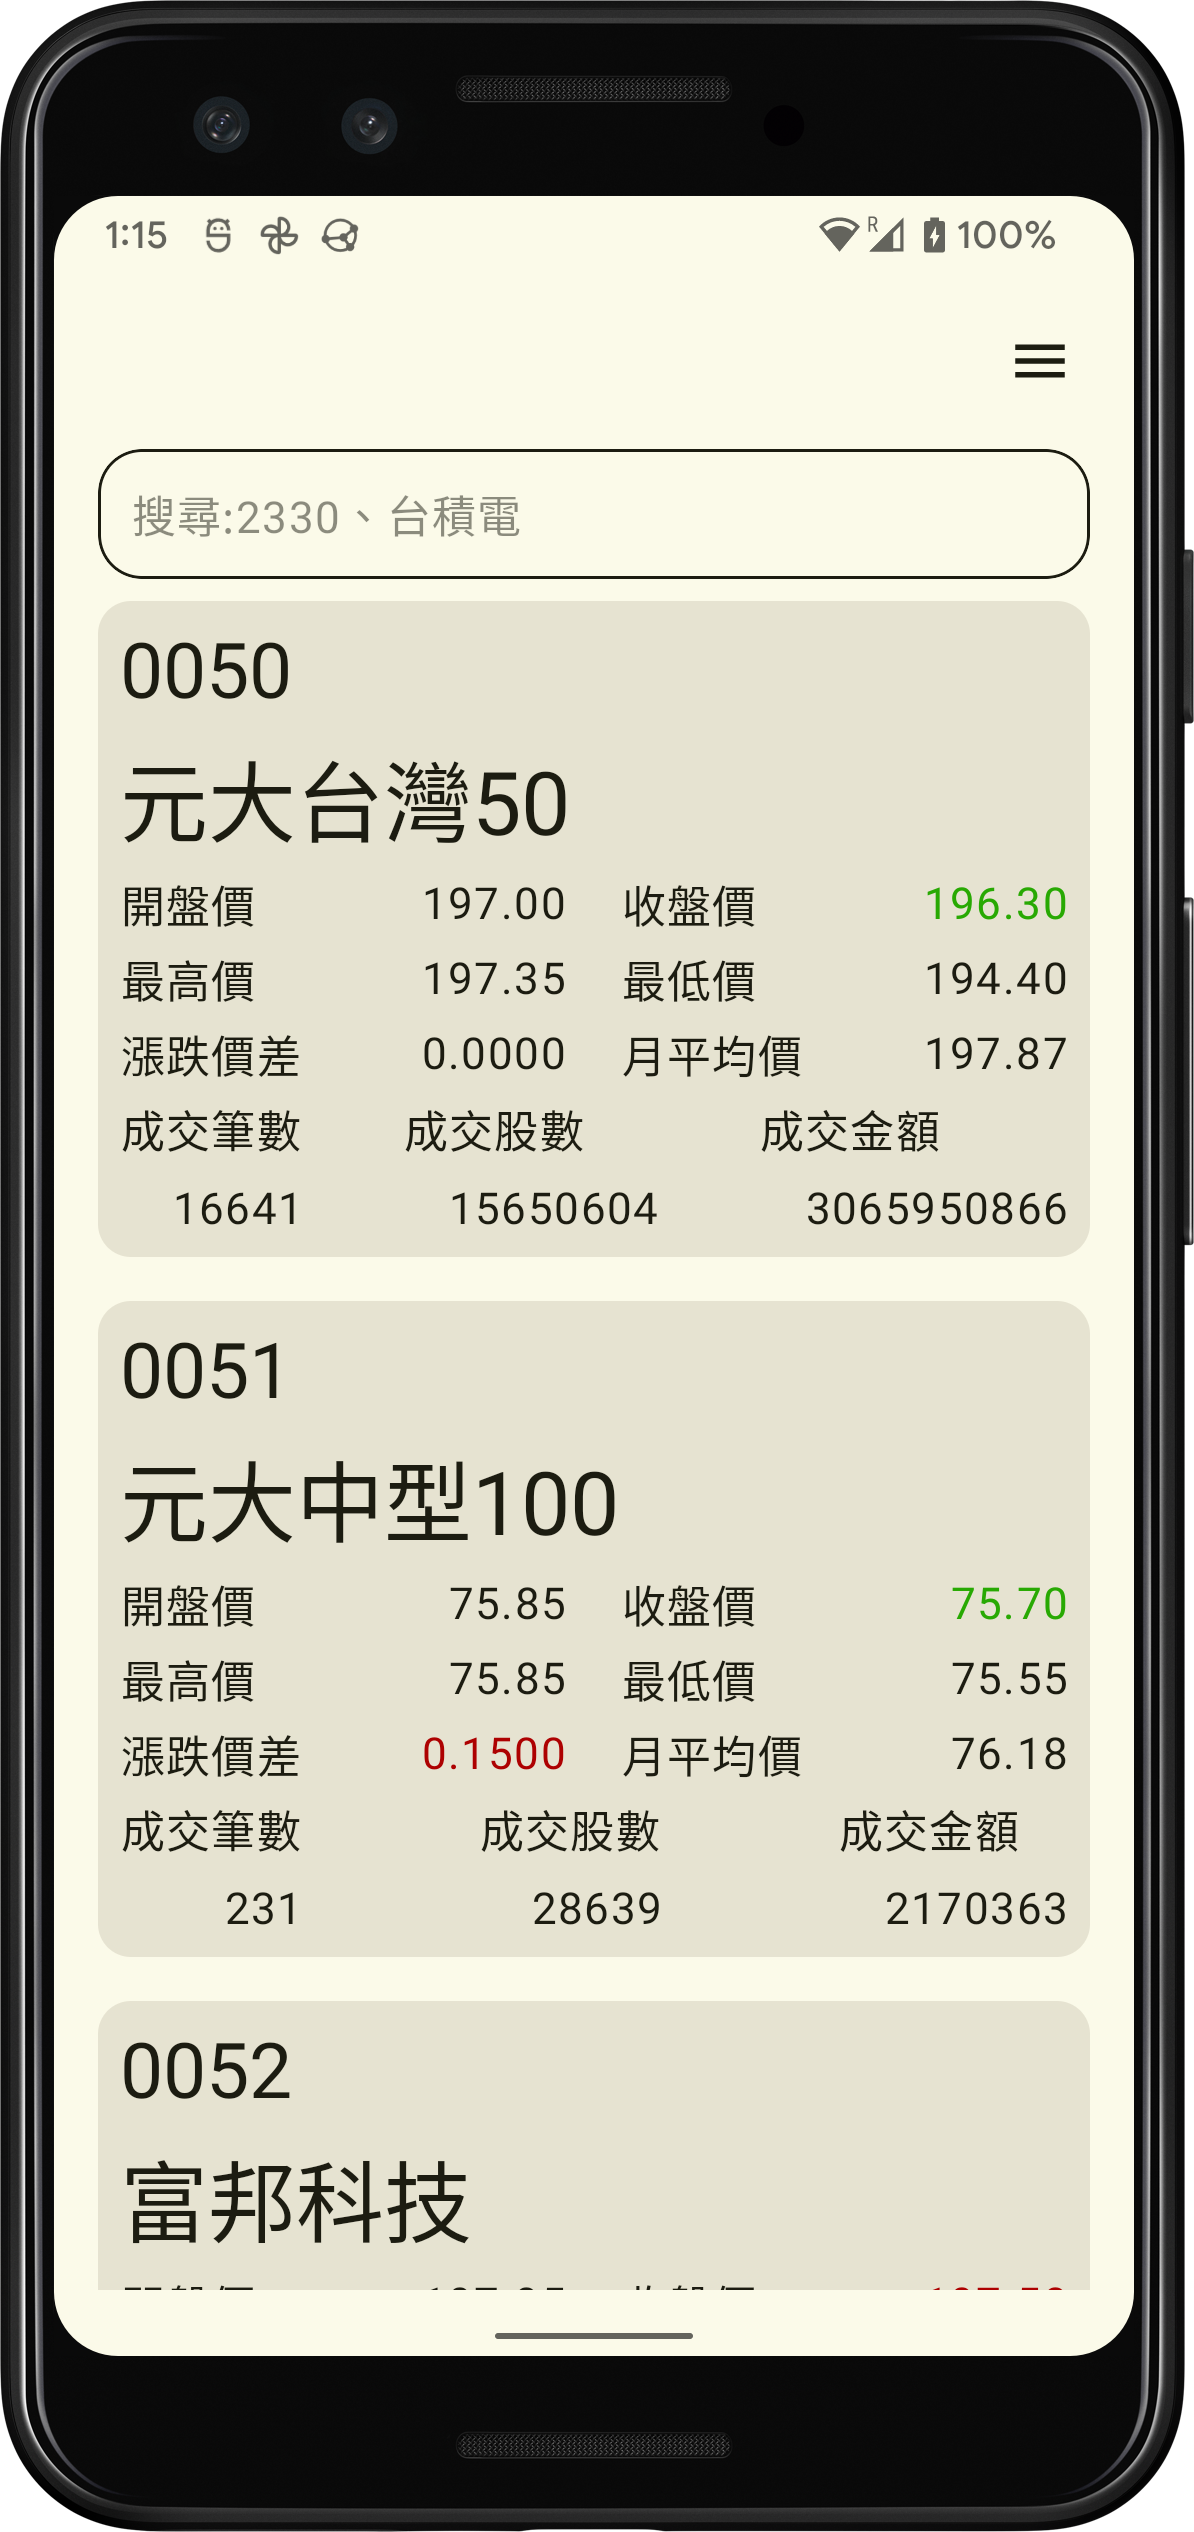 1:15 R 100%
搜尋:2330、台積電
0050
元大台灣50
開盤價 197.00 收盤價 196.30
最高價 197.35 最低價 194.40
漲跌價差 0.0000 月平均價 197.87
成交筆數 成交股數 成交金額
16641 15650604 3065950866
0051
元大中型100
開盤價 75.85 收盤價 75.70
最高價 75.85 最低價 75.55
漲跌價差 0.1500 月平均價 76.18
成交筆數 成交股數 成交金額
231 28639 2170363
0052
富邦科技